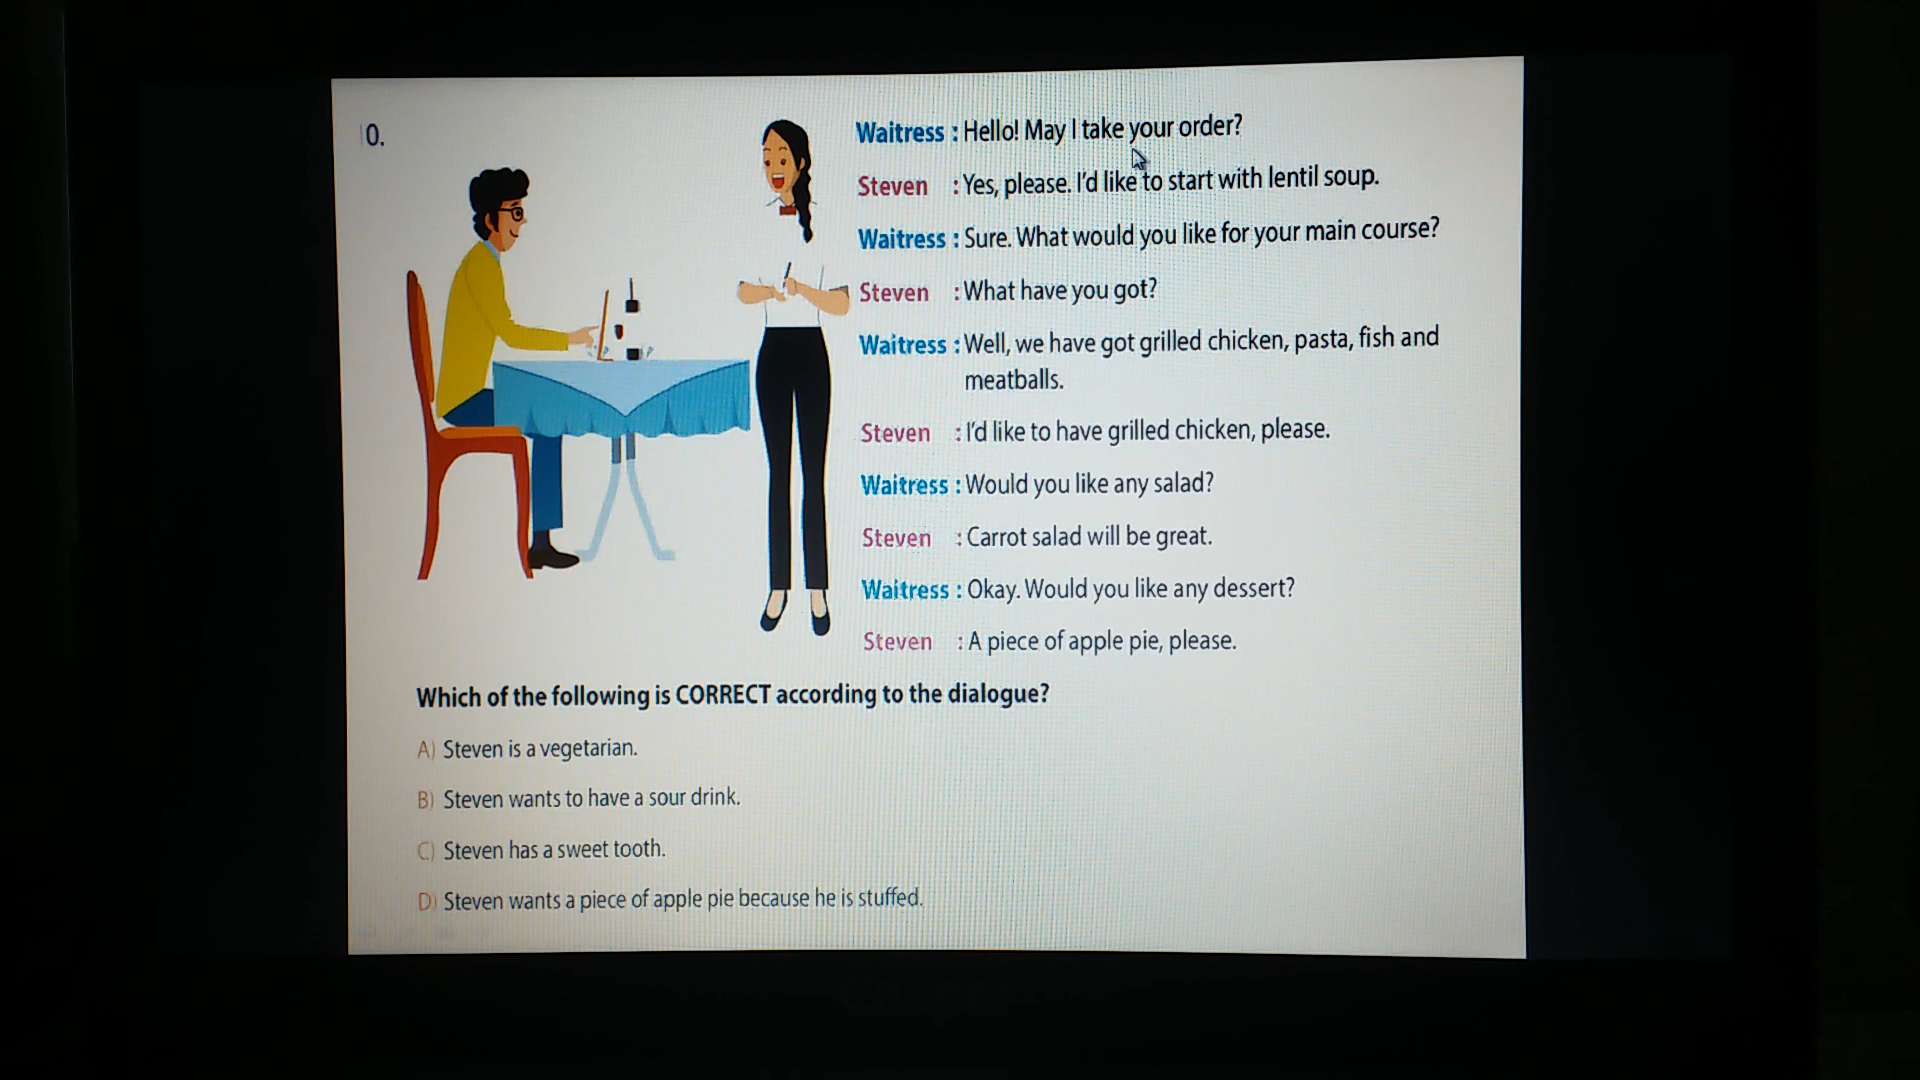 0.
Waitress : Hello! May I take your order?
Steven : Yes, please. I'd like to start with lentil soup.
Waitress : Sure. What would you like for your main course?
Steven : What have you got?
Waitress : Well, we have got grilled chicken, pasta, fish and
meatballs.
Steven : I'd like to have grilled chicken, please.
Waitress : Would you like any salad?
Steven : Carrot salad will be great.
Waitress : Okay. Would you like any dessert?
Steven : A piece of apple pie, please.
Which of the following is CORRECT according to the dialogue?
A) Steven is a vegetarian.
B) Steven wants to have a sour drink.
C) Steven has a sweet tooth.
D) Steven wants a piece of apple pie because he is stuffed.